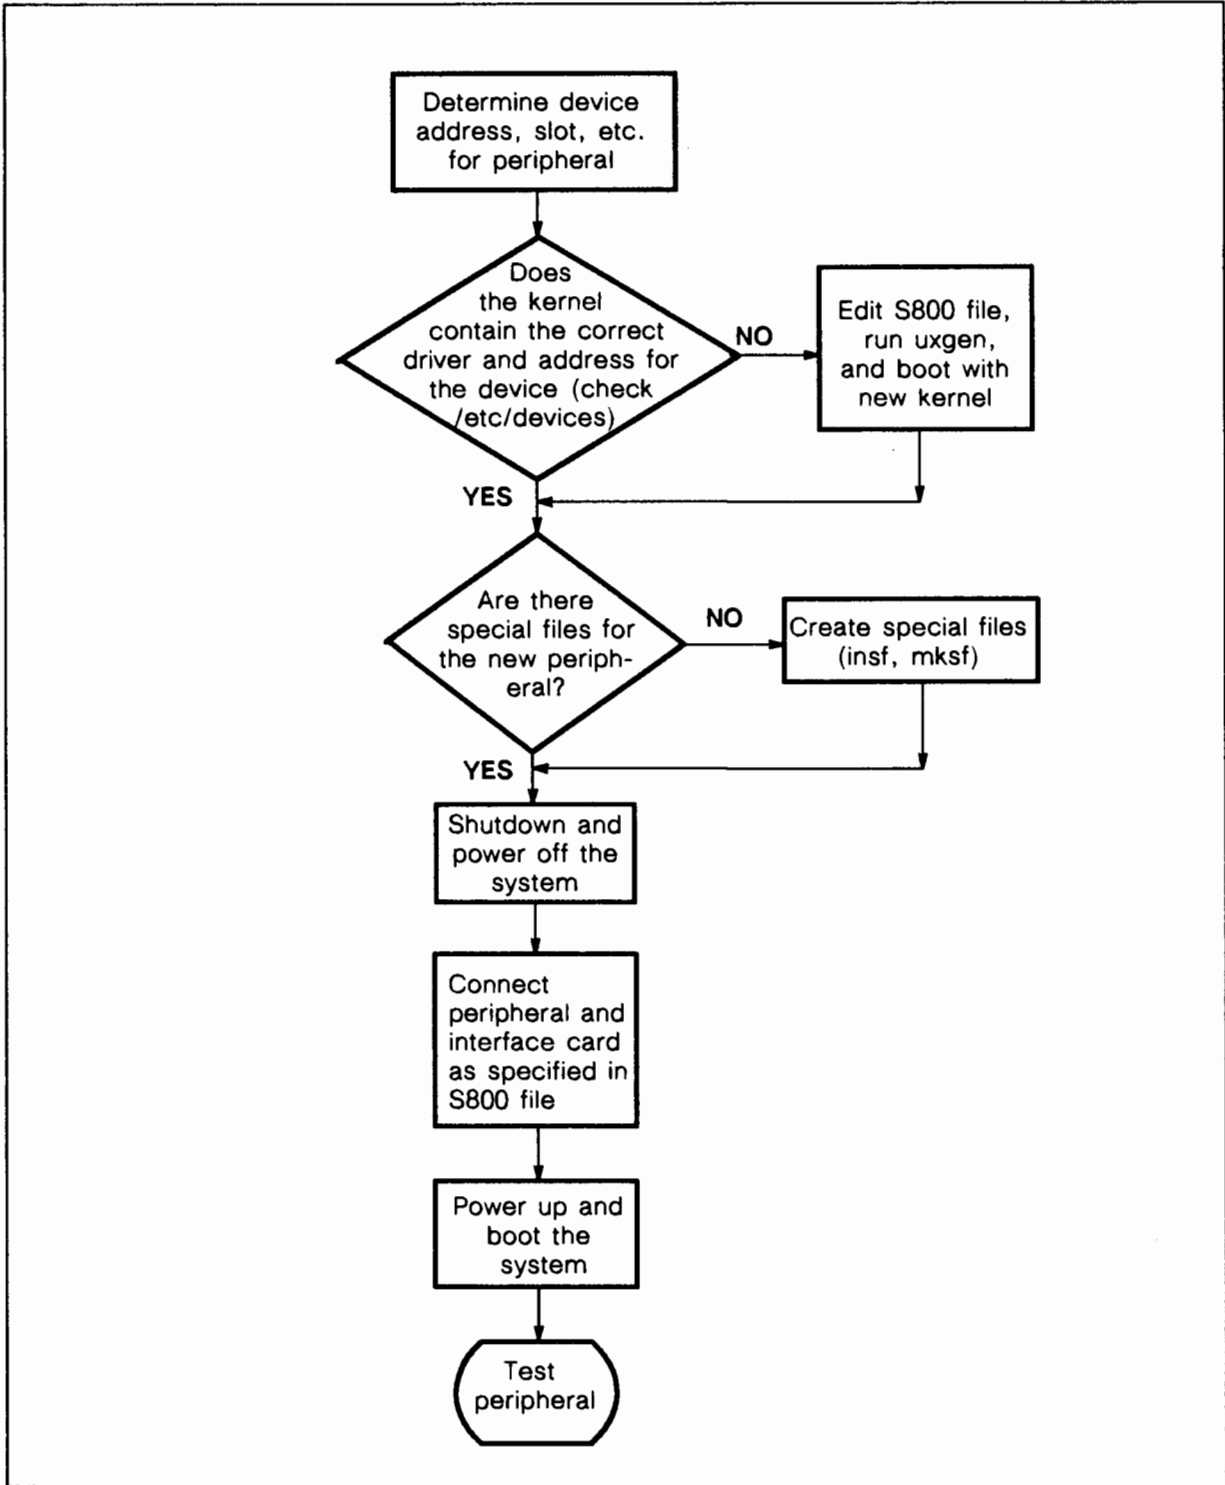 Determine device
address, slot, etc.
for peripheral
Does
the kernel
contain the correct
driver and address for
the device (check
/etc/devices)
NO
Edit S800 file,
run uxgen,
and boot with
new kernel
YES
Are there
special files for
the new periph-
eral?
NO
Create special files
(insf, mksf)
YES
Shutdown and
power off the
system
Connect
peripheral and
interface card
as specified in
S800 file
Power up and
boot the
system
Test
peripheral